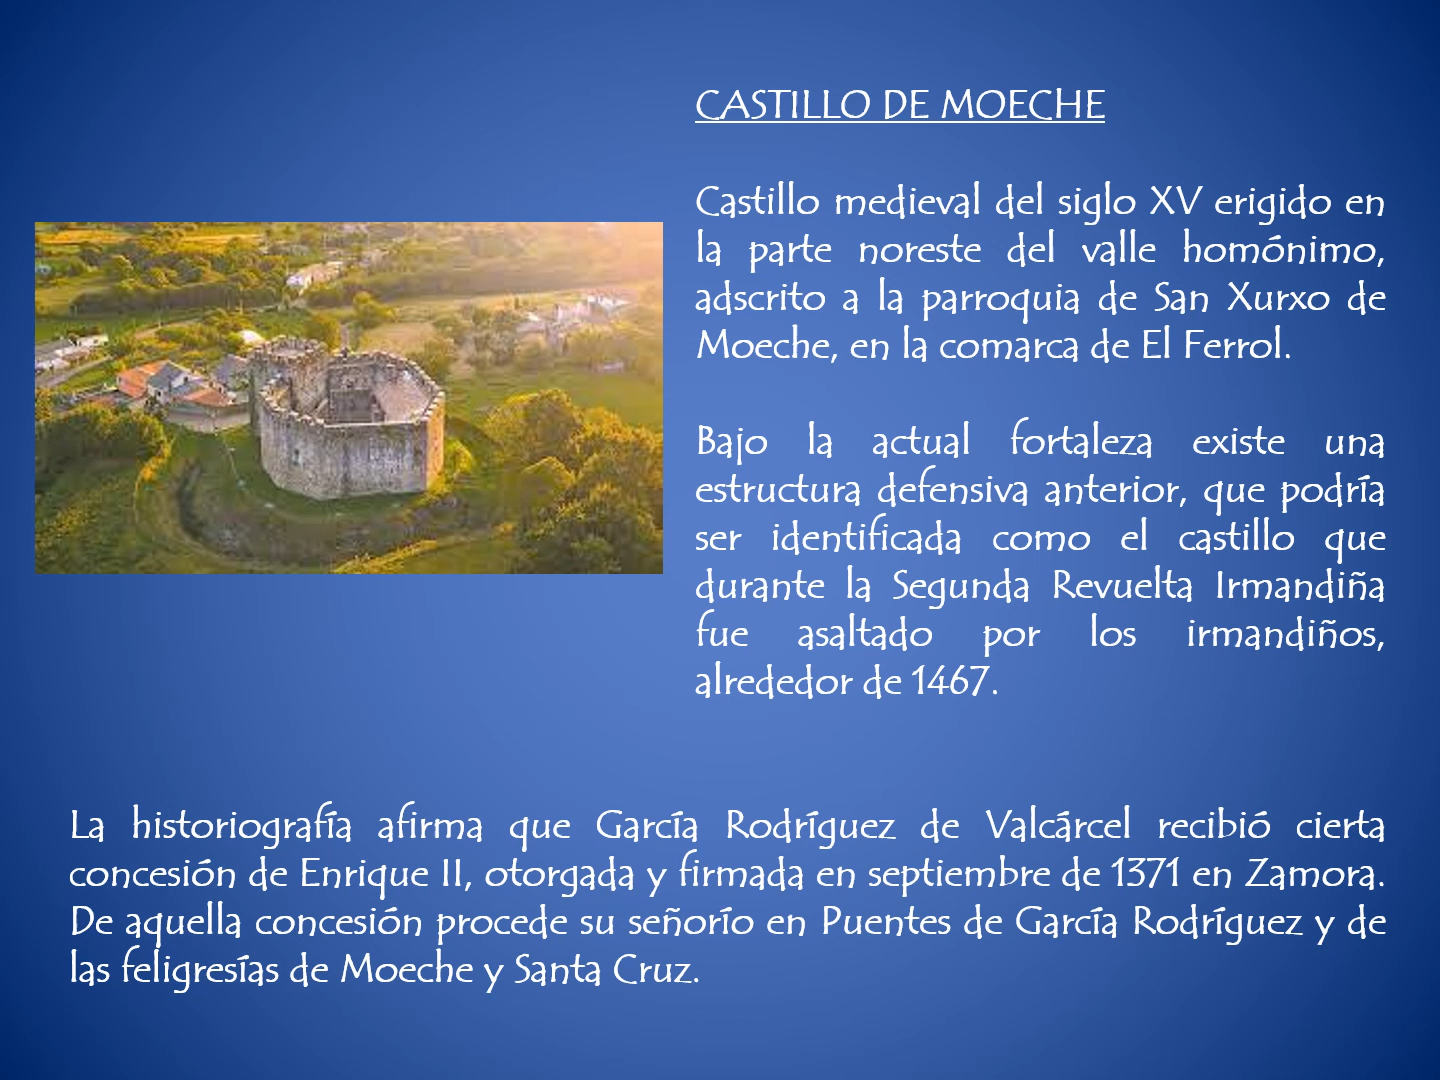 CASTILLO DE MOECHE
Castillo medieval del siglo XV erigido en
la parte noreste del valle homónimo,
adscrito a la parroquia de San Xurxo de
Moeche, en la comarca de El Ferrol.
Bajo la actual fortaleza existe una
estructura defensiva anterior, que podría
ser identificada como el castillo que
durante la Segunda Revuelta Irmandiña
fue asaltado por los irmandiños,
alrededor de 1467.
La historiografía afirma que García Rodríguez de Valcárcel recibió cierta
concesión de Enrique II, otorgada y firmada en septiembre de 1371 en Zamora.
De aquella concesión procede su señorío en Puentes de García Rodríguez y de
las feligresías de Moeche y Santa Cruz.